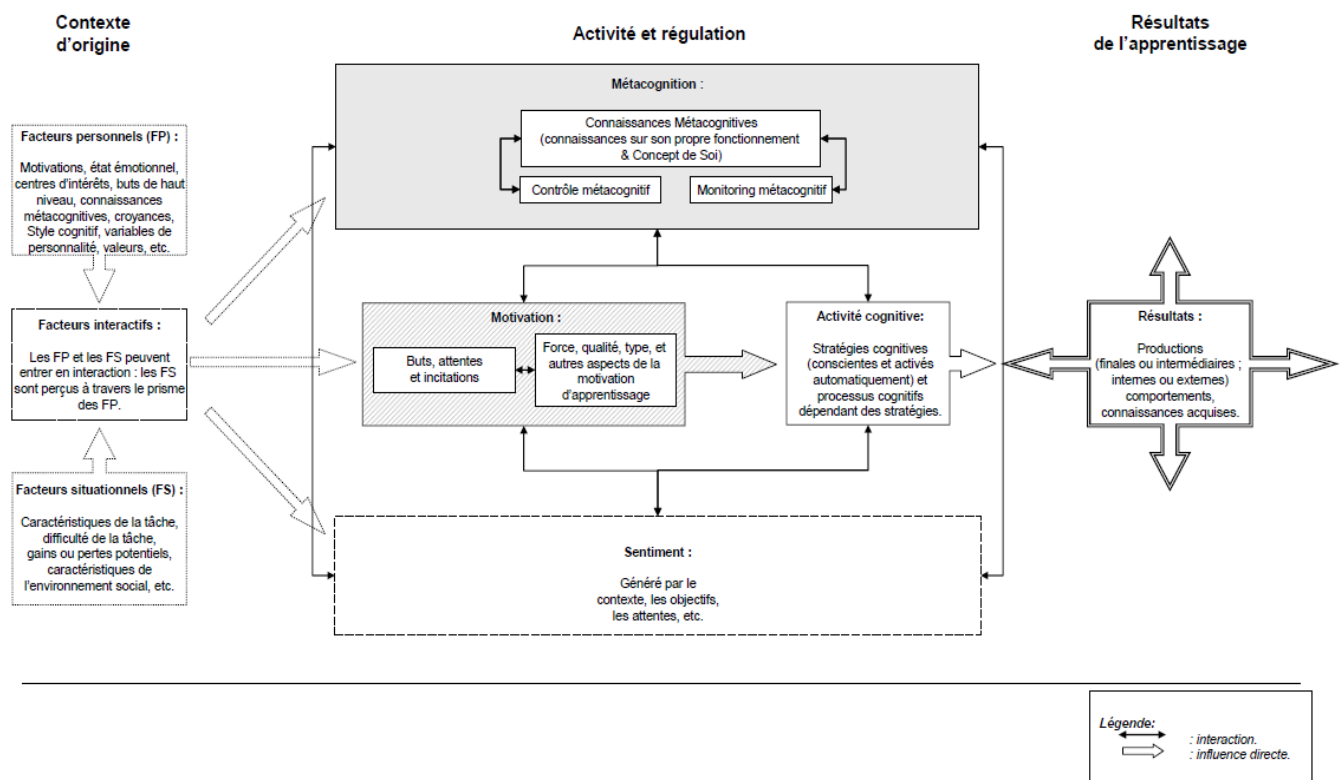 Contexte
d'origine
Activité et régulation
Résultats
de l'apprentissage
Métacognition :
Connaissances Métacognitives
(connaissances sur son propre fonctionnement
& Concept de Soi)
Contrôle métacognitif
Monitoring métacognitif
Facteurs personnels (FP) :
Motivations, état émotionnel,
centres d'intérêts, buts de haut
niveau, connaissances
métacognitives, croyances,
Style cognitif, variables de
personnalité, valeurs, etc.
Facteurs interactifs :
Les FP et les FS peuvent
entrer en interaction : les FS
sont perçus à travers le prisme
des FP.
Facteurs situationnels (FS) :
Caractéristiques de la tâche,
difficulté de la tâche,
gains ou pertes potentiels,
caractéristiques de
l'environnement social, etc.
Motivation :
Buts, attentes
et incitations
Force, qualité, type, et
autres aspects de la
motivation
d'apprentissage
Activité cognitive:
Stratégies cognitives
(conscientes et activés
automatiquement) et
processus cognitifs
dépendant des stratégies.
Résultats :
Productions
(finales ou intermédiaires ;
internes ou externes)
comportements,
connaissances acquises.
Sentiment :
Généré par le
contexte, les objectifs,
les attentes, etc.
Légende:
: interaction.
: influence directe.